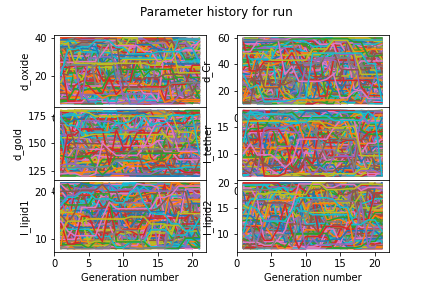 Parameter history for run
40
20
d_oxide
60
40
20
d_Cr
175
150
125
d_gold
15
10
l_tether
20
10
l_lipid1
20
15
10
l_lipid2
0 5 10 15 20
0 5 10 15 20
Generation number
Generation number